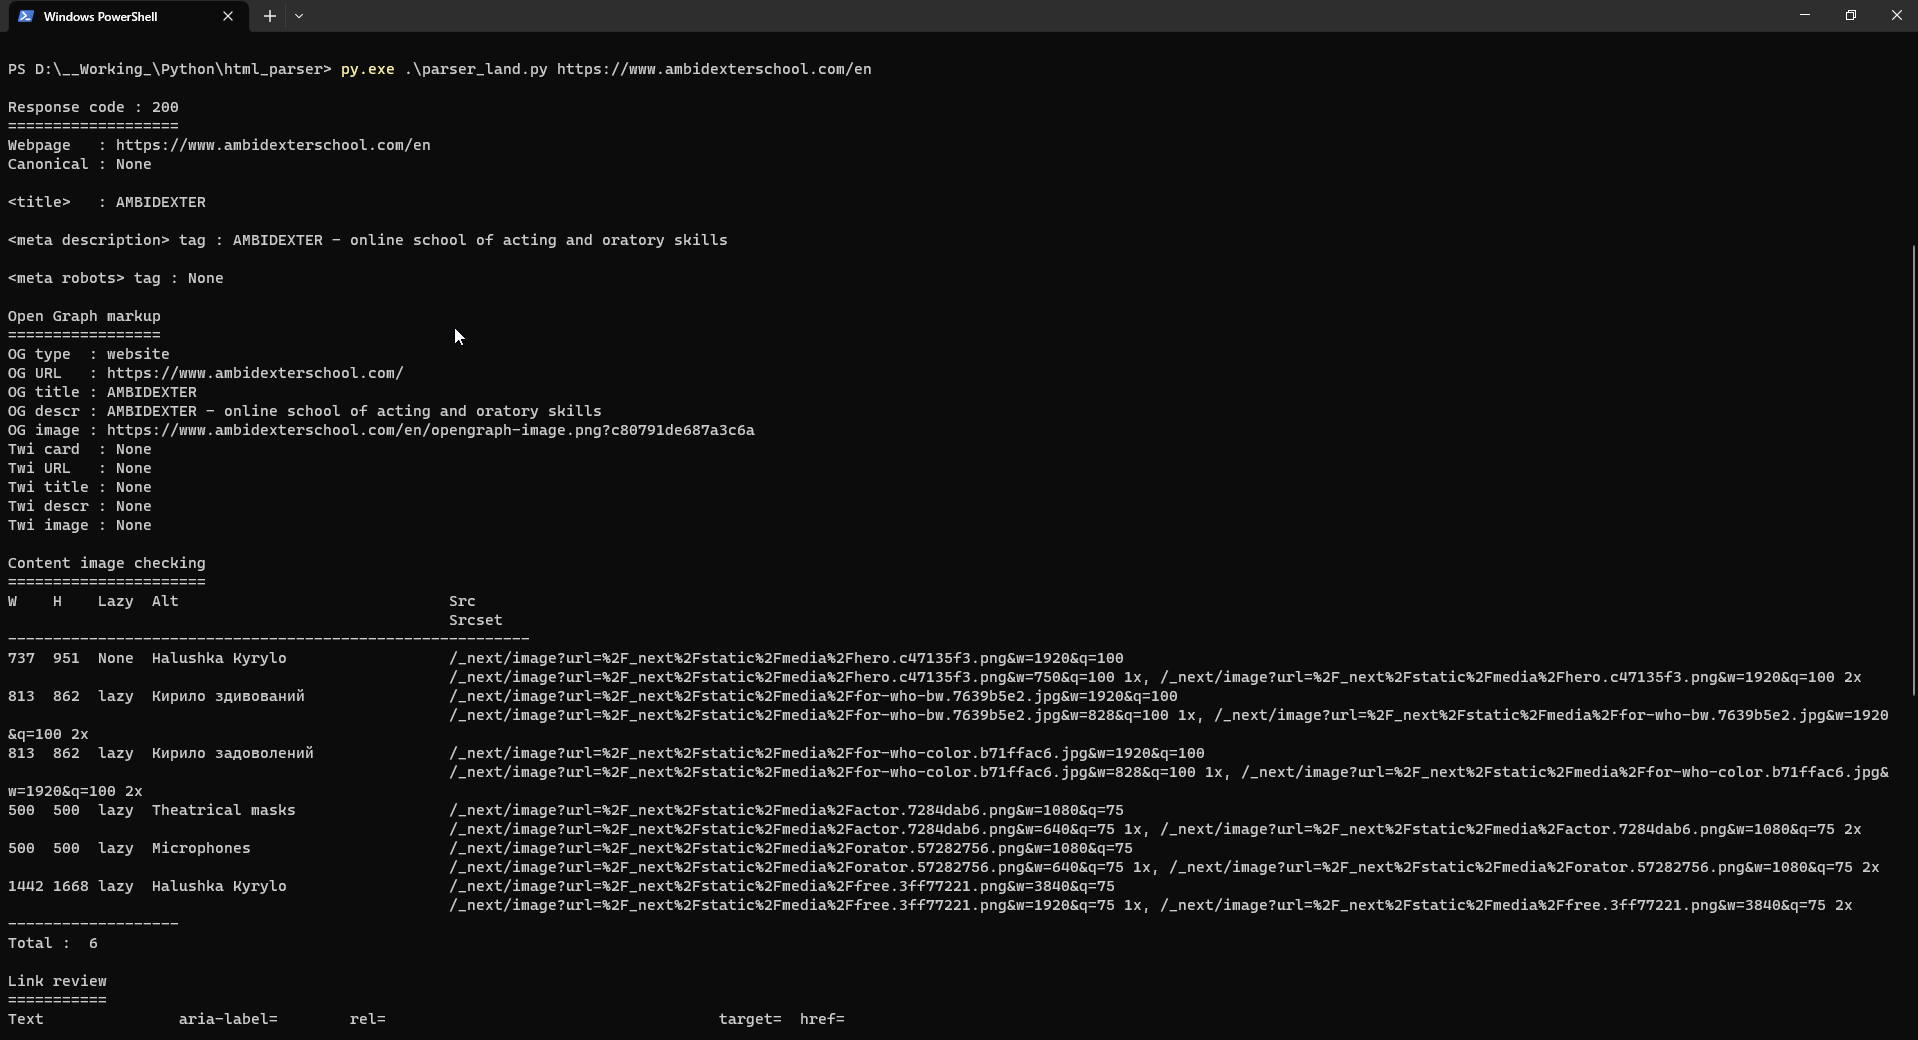 Windows PowerShell
PS D:\__Working_\Python\html_parser> py.exe .\parser_land.py https://www.ambidexterschool.com/en
Response code : 200
===================
Webpage   : https://www.ambidexterschool.com/en
Canonical : None
<title>   : AMBIDEXTER
<meta description> tag : AMBIDEXTER - online school of acting and oratory skills
<meta robots> tag : None
Open Graph markup
=================
OG type  : website
OG URL   : https://www.ambidexterschool.com/
OG title : AMBIDEXTER
OG descr : AMBIDEXTER - online school of acting and oratory skills
OG image : https://www.ambidexterschool.com/en/opengraph-image.png?c80791de687a3c6a
Twi card  : None
Twi URL   : None
Twi title : None
Twi descr : None
Twi image : None
Content image checking
======================
W    H    Lazy  Alt                              Src
                                                 Srcset
----------------------------------------------------------
737  951  None  Halushka Kyrylo                  /_next/image?url=%2F_next%2Fstatic%2Fmedia%2Fhero.c47135f3.png&w=1920&q=100
                                                 /_next/image?url=%2F_next%2Fstatic%2Fmedia%2Fhero.c47135f3.png&w=750&q=100 1x, /_next/image?url=%2F_next%2Fstatic%2Fmedia%2Fhero.c47135f3.png&w=1920&q=100 2x
813  862  lazy  Кирило здивований                /_next/image?url=%2F_next%2Fstatic%2Fmedia%2Ffor-who-bw.7639b5e2.jpg&w=1920&q=100
                                                 /_next/image?url=%2F_next%2Fstatic%2Fmedia%2Ffor-who-bw.7639b5e2.jpg&w=828&q=100 1x, /_next/image?url=%2F_next%2Fstatic%2Fmedia%2Ffor-who-bw.7639b5e2.jpg&w=1920
&q=100 2x
813  862  lazy  Кирило задоволений               /_next/image?url=%2F_next%2Fstatic%2Fmedia%2Ffor-who-color.b71ffac6.jpg&w=1920&q=100
                                                 /_next/image?url=%2F_next%2Fstatic%2Fmedia%2Ffor-who-color.b71ffac6.jpg&w=828&q=100 1x, /_next/image?url=%2F_next%2Fstatic%2Fmedia%2Ffor-who-color.b71ffac6.jpg&
w=1920&q=100 2x
500  500  lazy  Theatrical masks                 /_next/image?url=%2F_next%2Fstatic%2Fmedia%2Factor.7284dab6.png&w=1080&q=75
                                                 /_next/image?url=%2F_next%2Fstatic%2Fmedia%2Factor.7284dab6.png&w=640&q=75 1x, /_next/image?url=%2F_next%2Fstatic%2Fmedia%2Factor.7284dab6.png&w=1080&q=75 2x
500  500  lazy  Microphones                      /_next/image?url=%2F_next%2Fstatic%2Fmedia%2Forator.57282756.png&w=1080&q=75
                                                 /_next/image?url=%2F_next%2Fstatic%2Fmedia%2Forator.57282756.png&w=640&q=75 1x, /_next/image?url=%2F_next%2Fstatic%2Fmedia%2Forator.57282756.png&w=1080&q=75 2x
1442 1668 lazy  Halushka Kyrylo                  /_next/image?url=%2F_next%2Fstatic%2Fmedia%2Ffree.3ff77221.png&w=3840&q=75
                                                 /_next/image?url=%2F_next%2Fstatic%2Fmedia%2Ffree.3ff77221.png&w=1920&q=75 1x, /_next/image?url=%2F_next%2Fstatic%2Fmedia%2Ffree.3ff77221.png&w=3840&q=75 2x
-------------------
Total :  6
Link review
===========
Text               aria-label=        rel=                                     target=  href=